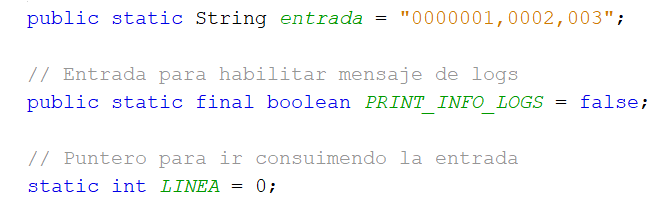 public static String entrada = "0000001,0002,003";
// Entrada para habilitar mensaje de logs
public static final boolean PRINT_INFO_LOGS = false;
// Puntero para ir consuimendo la entrada
static int LINEA = 0;